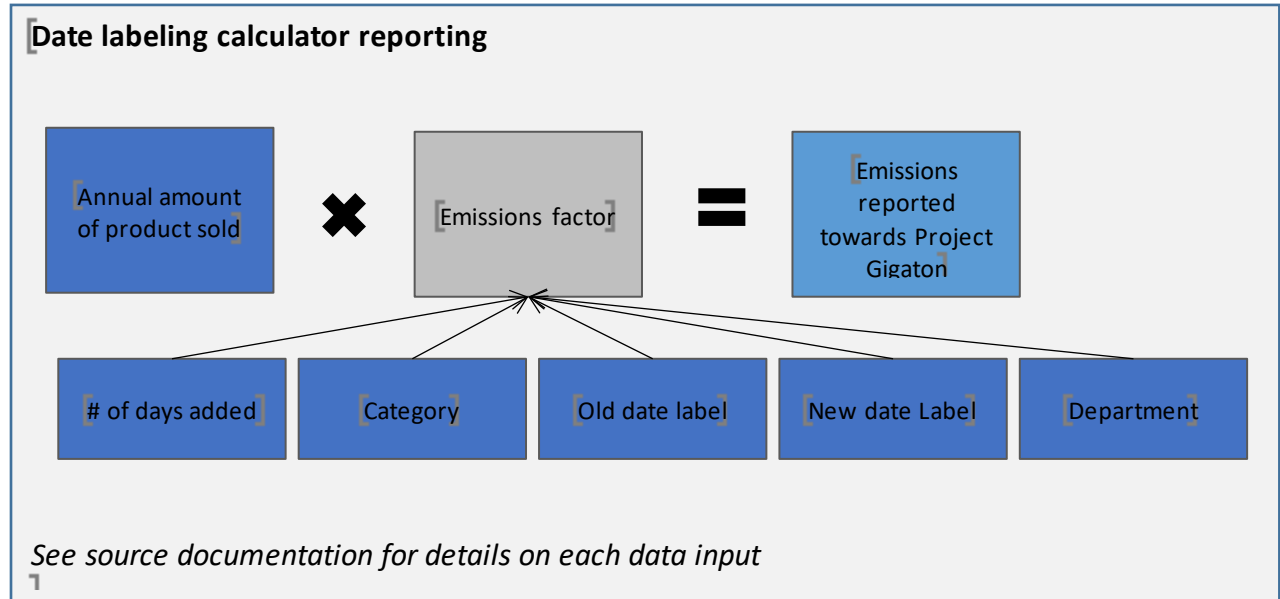 Date labeling calculator reporting
Annual amount
of product sold
Emissions factor
Emissions
reported
towards Project
Gigaton
# of days added
Category
Old date label
New date Label
Department
See source documentation for details on each data input